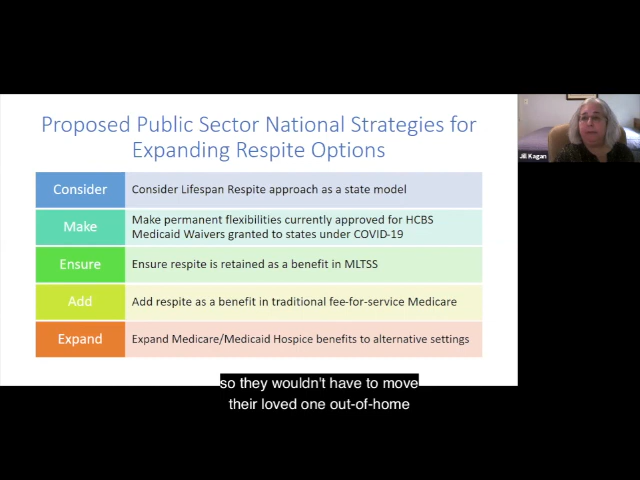 Proposed Public Sector National Strategies for
Expanding Respite Options
Consider
Consider Lifespan Respite approach as a state model
Make
Make permanent flexibilities currently approved for HCBS
Medicaid Waivers granted to states under COVID-19
Ensure
Ensure respite is retained as a benefit in MLTSS
Add
Add respite as a benefit in traditional fee-for-service Medicare
Expand
Expand Medicare/Medicaid Hospice benefits to alternative settings
Jill Kagan
so they wouldn't have to move
their loved one out-of-home